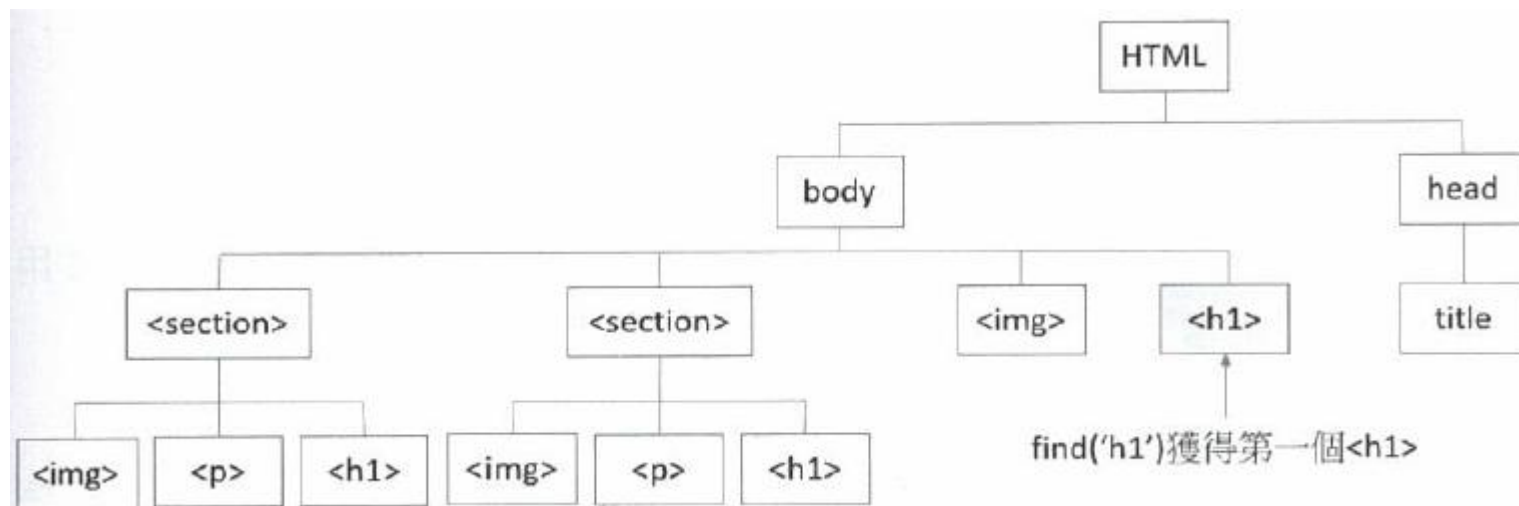 HTML
body
head
<section>
<section>
<img>
<h1>
title
<img>
<p>
<h1>
<img>
<p>
<h1>
find(‘h1’)獲得第一個<h1>